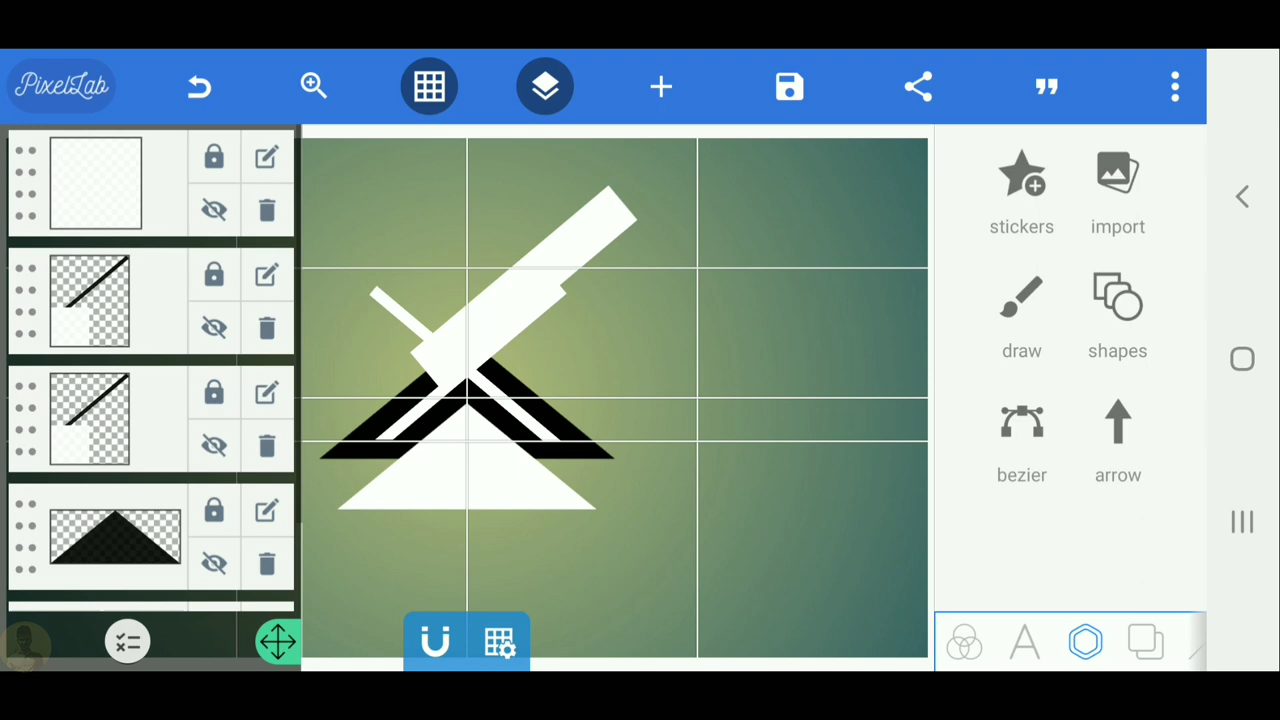 PixelLab
stickers
import
draw
shapes
bezier
arrow